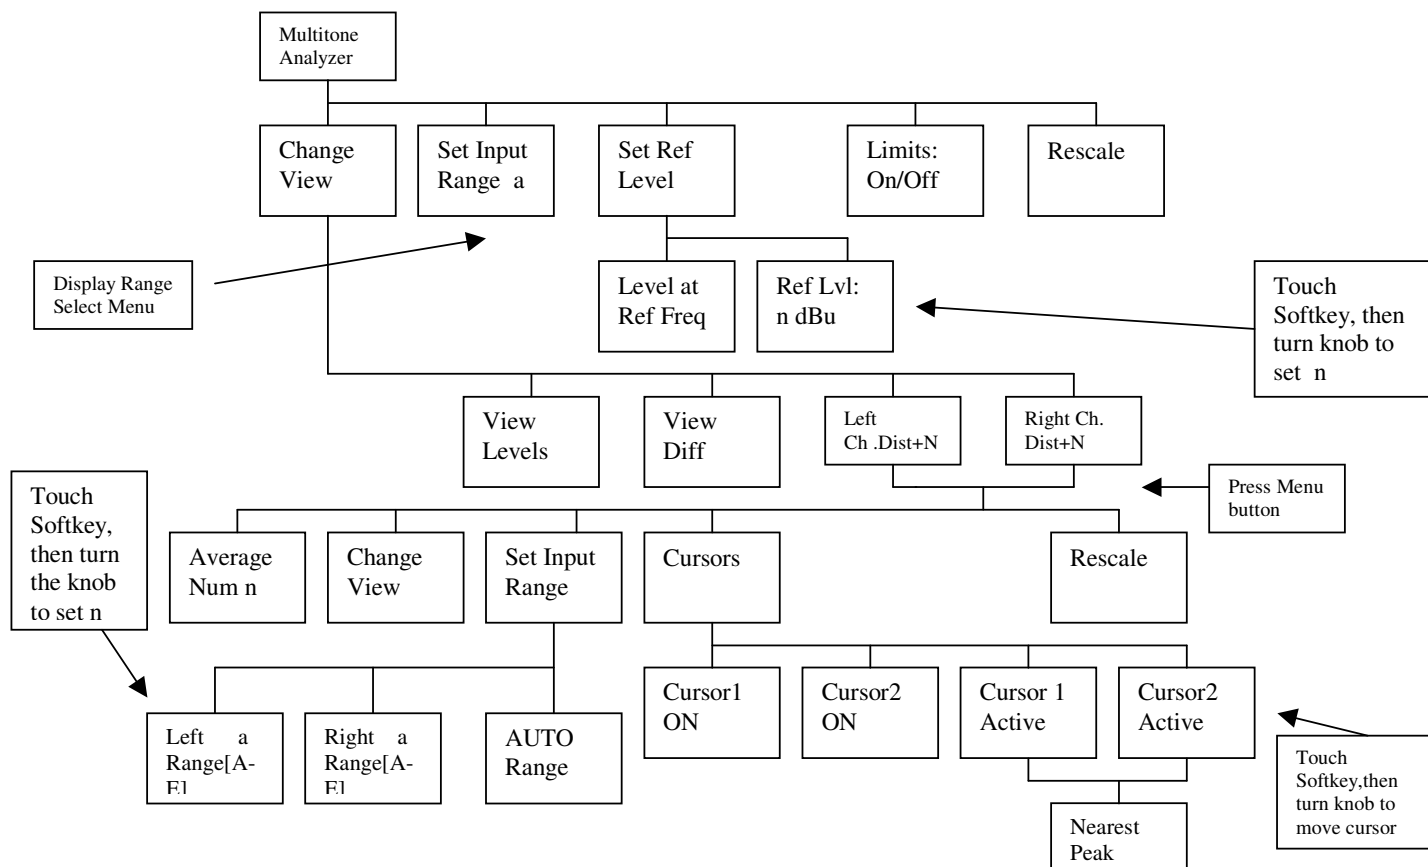 Multitone
Analyzer
Change
View
Set Input
Range a
Set Ref
Level
Limits:
On/Off
Rescale
Display Range
Select Menu
Level at
Ref Freq
Ref Lvl:
n dBu
Touch
Softkey, then
turn knob to
set n
View
Levels
View
Diff
Left
Ch .Dist+N
Right Ch.
Dist+N
Press Menu
button
Touch
Softkey,
then turn
the knob
to set n
Average
Num n
Change
View
Set Input
Range
Cursors
Rescale
Left a
Range[A-
E]
Right a
Range[A-
E]
AUTO
Range
Cursor1
ON
Cursor2
ON
Cursor 1
Active
Cursor2
Active
Touch
Softkey,then
turn knob to
move cursor
Nearest
Peak